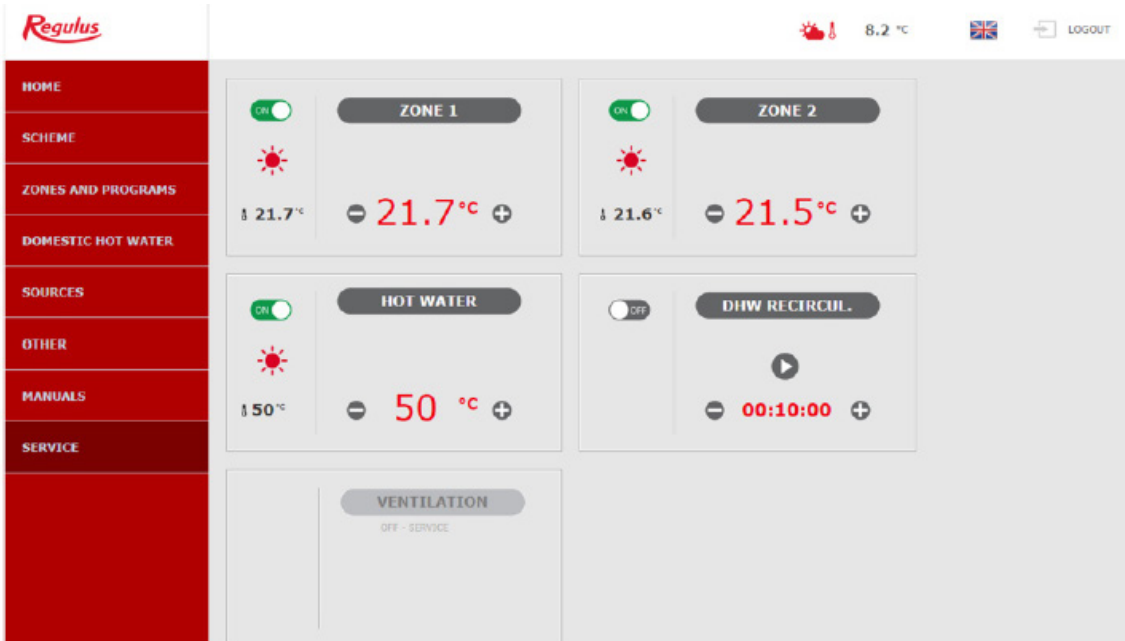 Regulus
8.2 °C
LOGOUT
HOME
SCHEME
ZONES AND PROGRAMS
DOMESTIC HOT WATER
SOURCES
OTHER
MANUALS
SERVICE
ON
ZONE 1
21.7°C
21.7°C
ON
ZONE 2
21.6°C
21.5°C
ON
HOT WATER
50°C
50 °C
OFF
DHW RECIRCUL.
00:10:00
VENTILATION
OFF - SERVICE